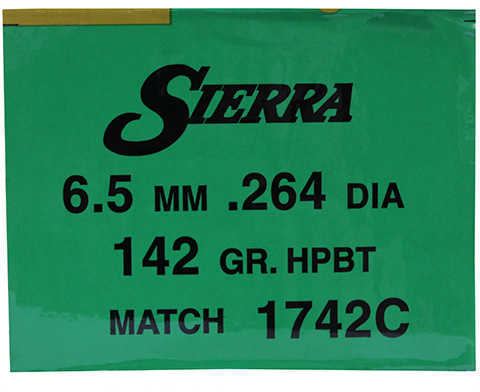 SIERRA
6.5 MM .264 DIA
142 GR. HPBT
MATCH 1742C